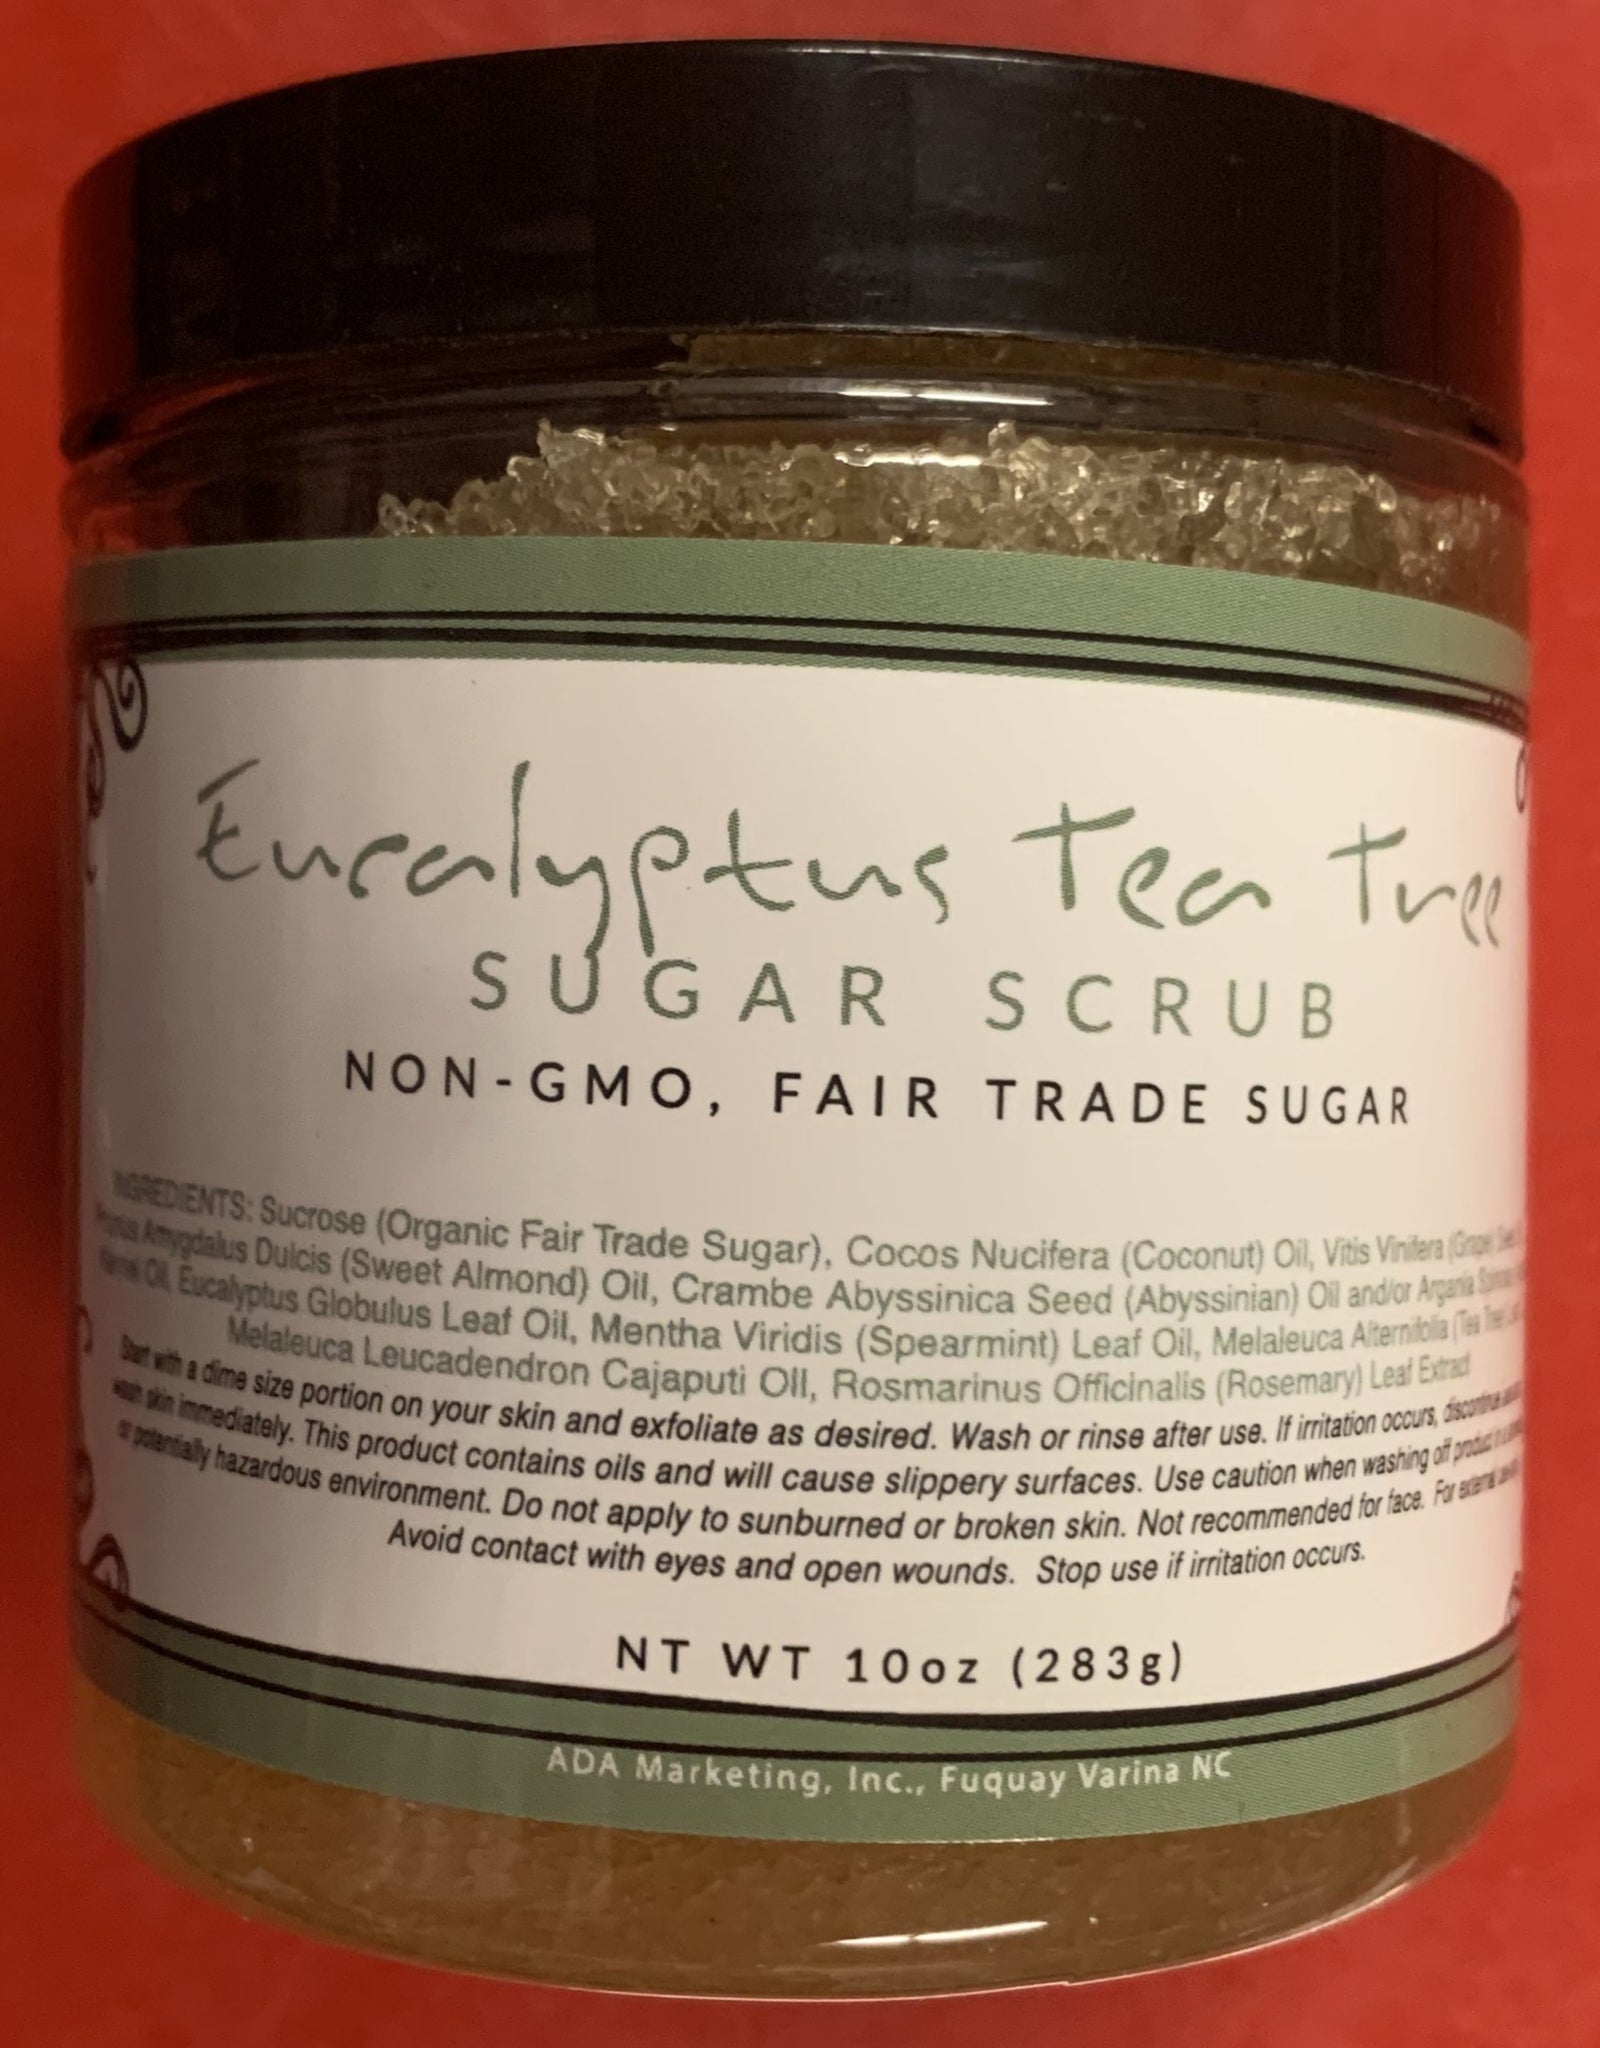 Eucalyptus Tea Tree
SUGAR SCRUB
NON-GMO, FAIR TRADE SUGAR
INGREDIENTS: Sucrose (Organic Fair Trade Sugar), Cocos Nucifera (Coconut) Oil, Vitis Vinifera (Grape)
Prunus Amygdalus Dulcis (Sweet Almond) Oil, Crambe Abyssinica Seed (Abyssinian) Oil and/or Argania
Kernel Oil, Eucalyptus Globulus Leaf Oil, Mentha Viridis (Spearmint) Leaf Oil, Melaleuca Alternifolia (Tea Tree)
Melaleuca Leucadendron Cajaputi OIl, Rosmarinus Officinalis (Rosemary) Leaf Extract
Start with a dime size portion on your skin and exfoliate as desired. Wash or rinse after use. If irritation occurs, discontinue
wash skin immediately. This product contains oils and will cause slippery surfaces. Use caution when washing off product in a
or potentially hazardous environment. Do not apply to sunburned or broken skin. Not recommended for face. For external
Avoid contact with eyes and open wounds. Stop use if irritation occurs.
NT WT 10oz (283g)
ADA Marketing, Inc., Fuquay Varina NC